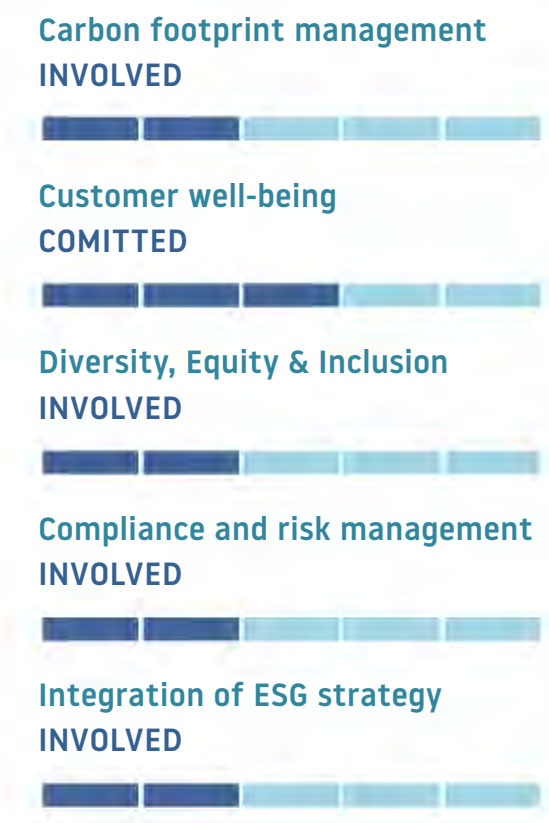 Carbon footprint management
INVOLVED
Customer well-being
COMITTED
Diversity, Equity & Inclusion
INVOLVED
Compliance and risk management
INVOLVED
Integration of ESG strategy
INVOLVED